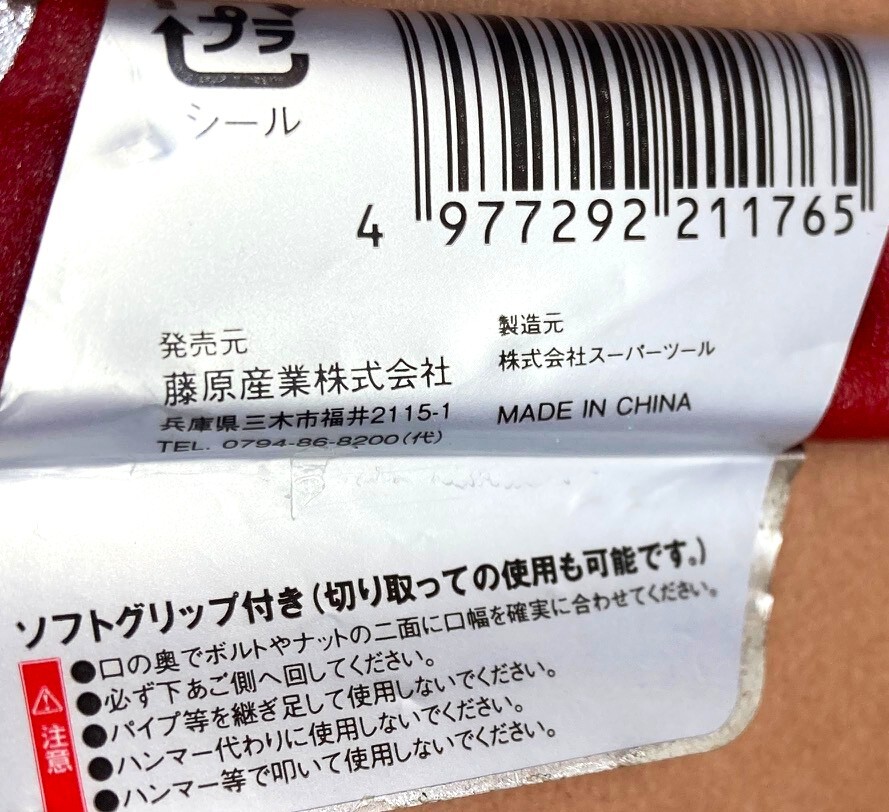 プラ
シール
4 977292 211765
発売元
藤原産業株式会社
兵庫県三木市福井2115-1
TEL. 0794-86-8200(代)
製造元
株式会社スーパーツール
MADE IN CHINA
ソフトグリップ付き(切り取っての使用も可能です。)
注意
●口の奥でボルトやナットの二面に口幅を確実に合わせてください。
●必ず下あご側へ回してください。
●パイプ等を継ぎ足して使用しないでください。
●ハンマー代わりに使用しないでください。
●ハンマー等で叩いて使用しないでください。